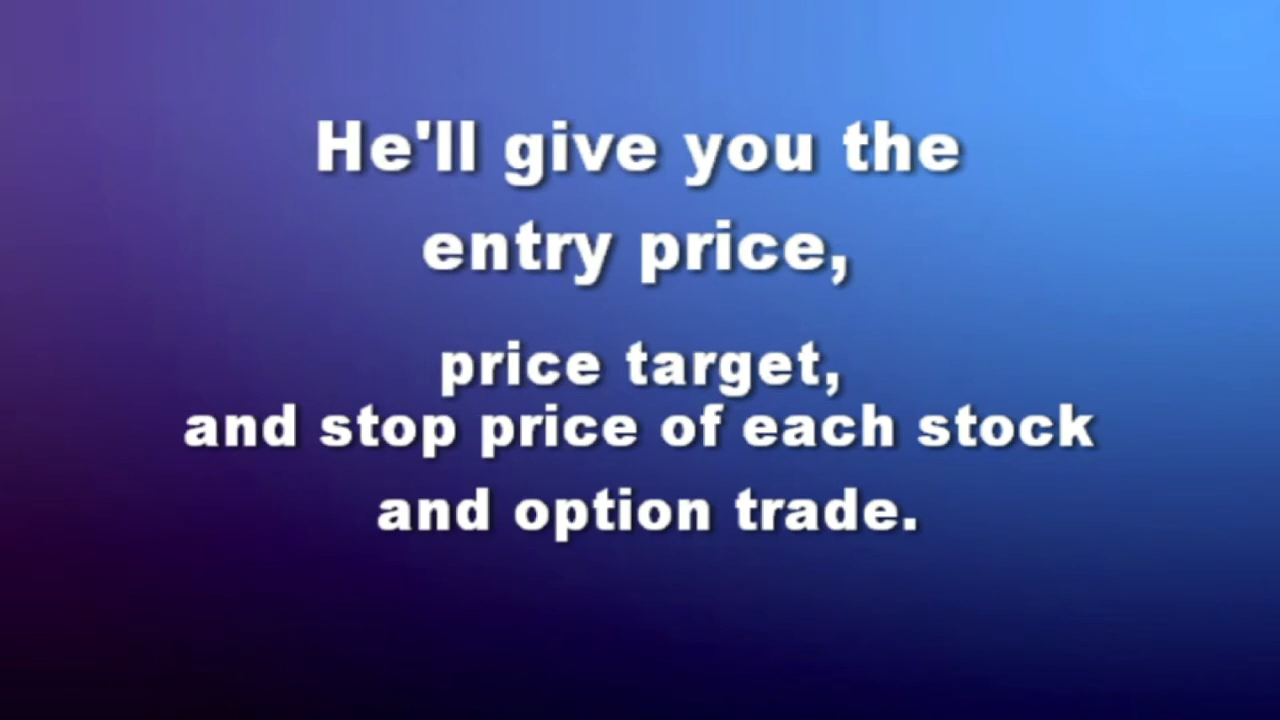 He'll give you the
entry price,
price target,
and stop price of each stock
and option trade.